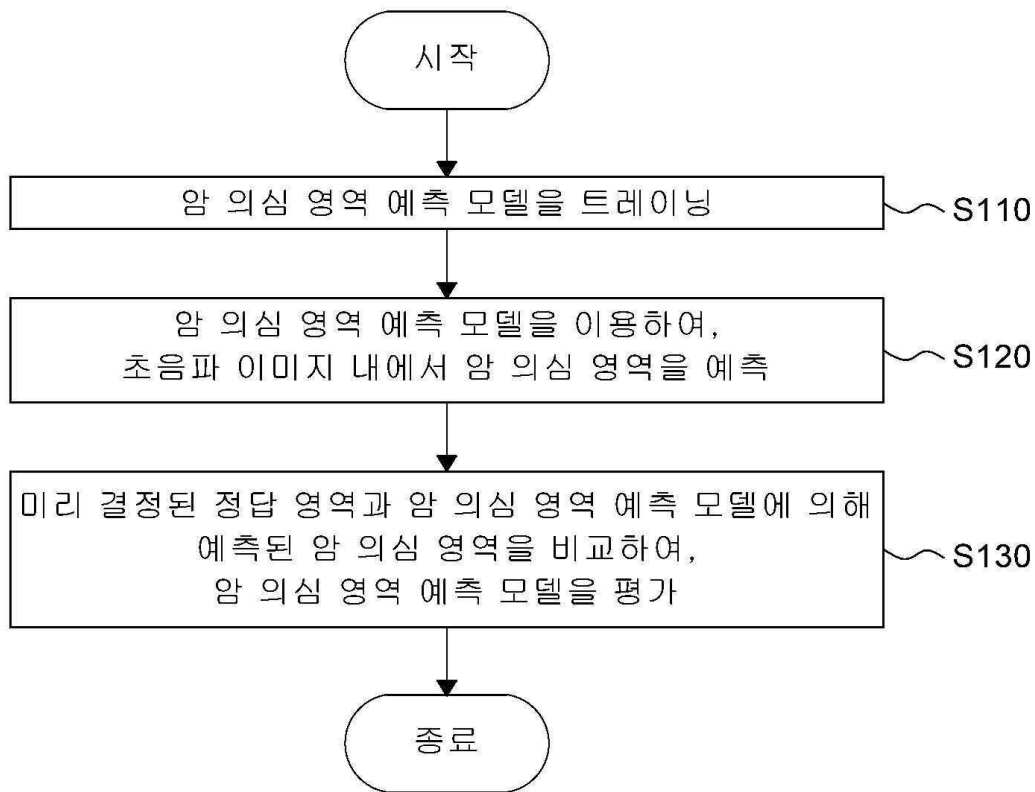 시작
암 의심 영역 예측 모델을 트레이닝
S110
암 의심 영역 예측 모델을 이용하여,
초음파 이미지 내에서 암 의심 영역을 예측
S120
미리 결정된 정답 영역과 암 의심 영역 예측 모델에 의해
예측된 암 의심 영역을 비교하여,
암 의심 영역 예측 모델을 평가
S130
종료